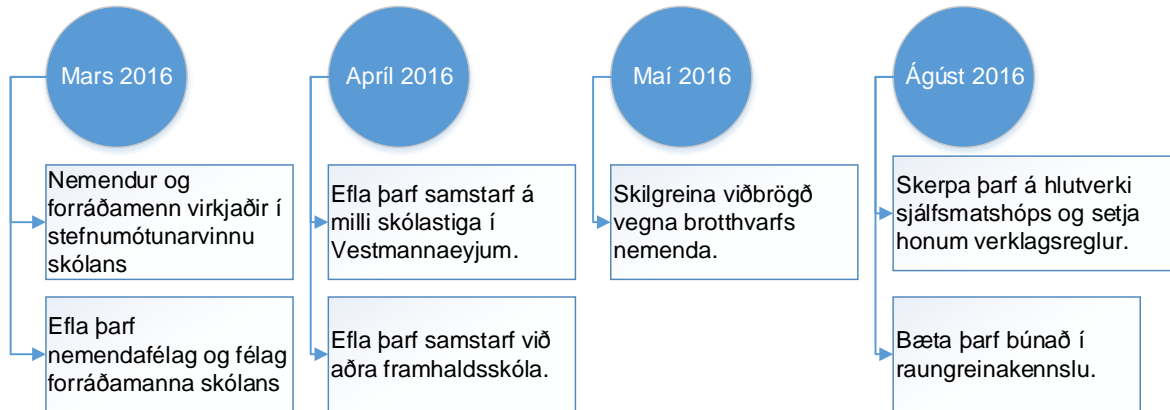 Mars 2016
Nemendur og
forráðamenn virkjaðir í
stefnumótunarvinnu
skólans
Efla þarf
nemendafélag og félag
forráðamanna skólans
Apríl 2016
Efla þarf samstarf á
milli skólastiga í
Vestmannaeyjum.
Efla þarf samstarf við
aðra framhaldsskóla.
Maí 2016
Skilgreina viðbrögð
vegna brotthvarfs
nemenda.
Ágúst 2016
Skerpa þarf á hlutverki
sjálfsmatshóps og setja
honum verklagsreglur.
Bæta þarf búnað í
raungreinakennslu.